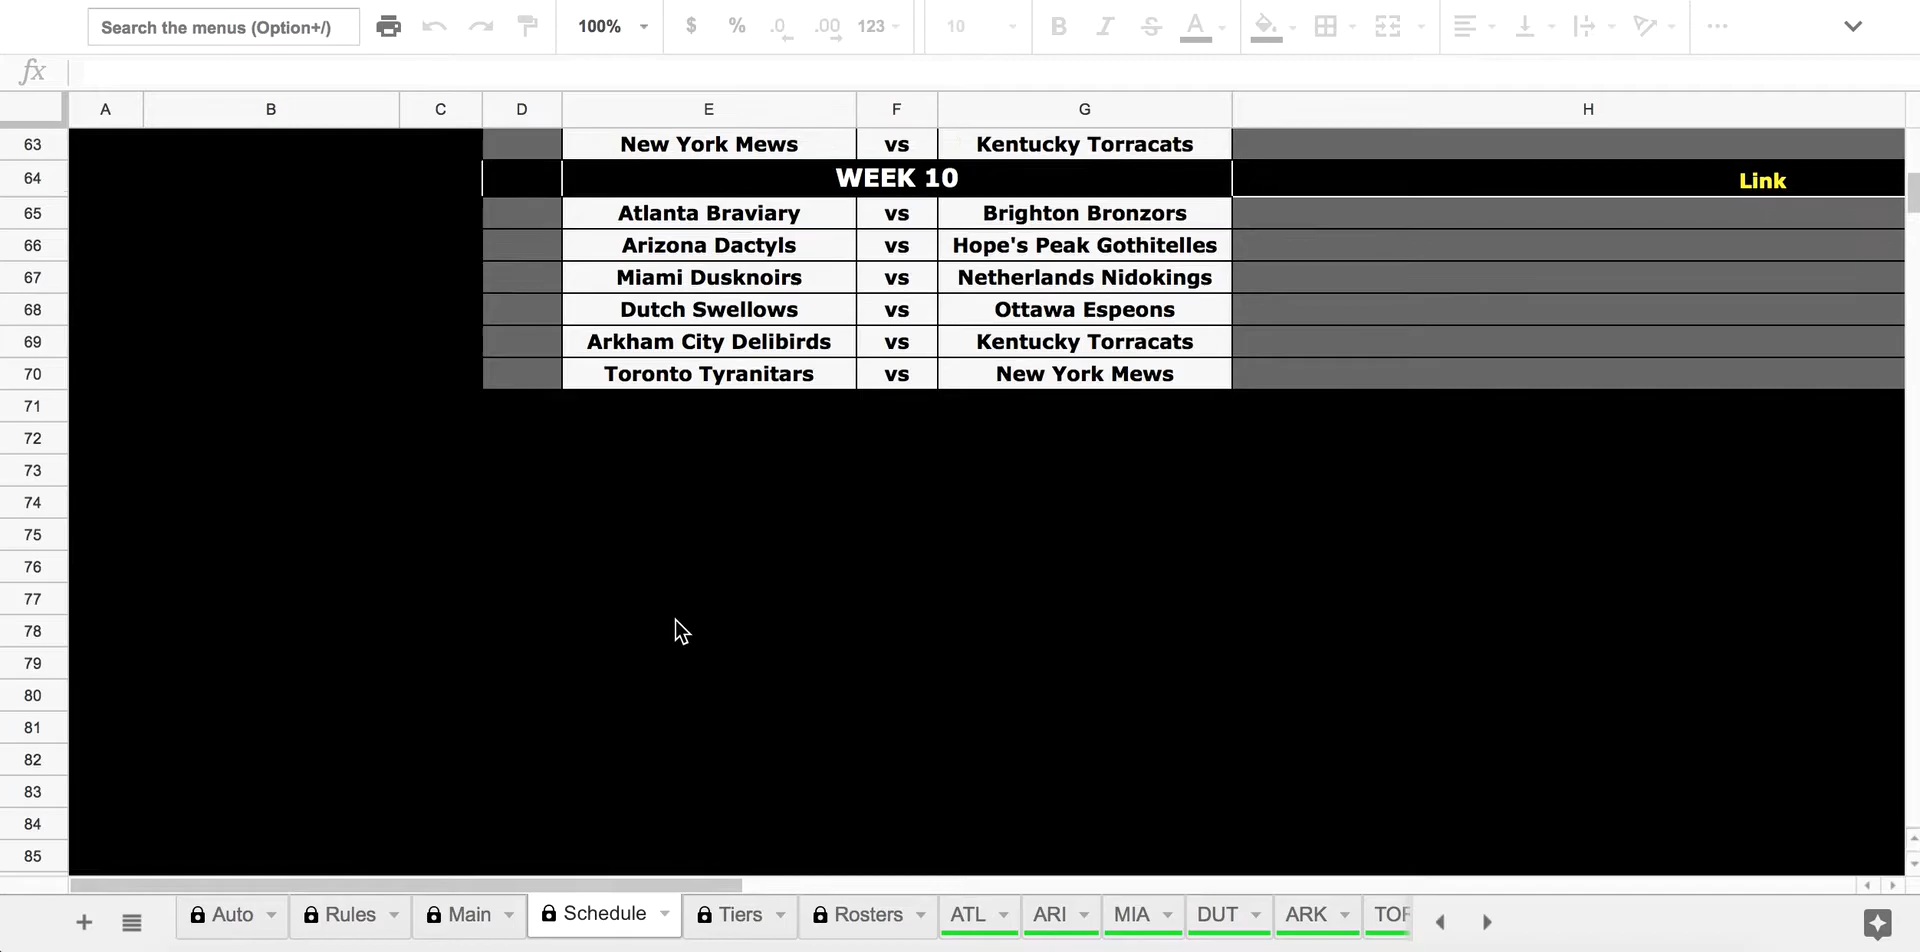 Search the menus (Option+/) 100% $ % .0 .00 123 10 B I S A
fx
A B C D E F G H
63 New York Mews vs Kentucky Torracats
64 WEEK 10 Link
65 Atlanta Braviary vs Brighton Bronzors
66 Arizona Dactyls vs Hope's Peak Gothitelles
67 Miami Dusknoirs vs Netherlands Nidokings
68 Dutch Swellows vs Ottawa Espeons
69 Arkham City Delibirds vs Kentucky Torracats
70 Toronto Tyranitars vs New York Mews
71
72
73
74
75
76
77
78
79
80
81
82
83
84
85
Auto Rules Main Schedule Tiers Rosters ATL ARI MIA DUT ARK